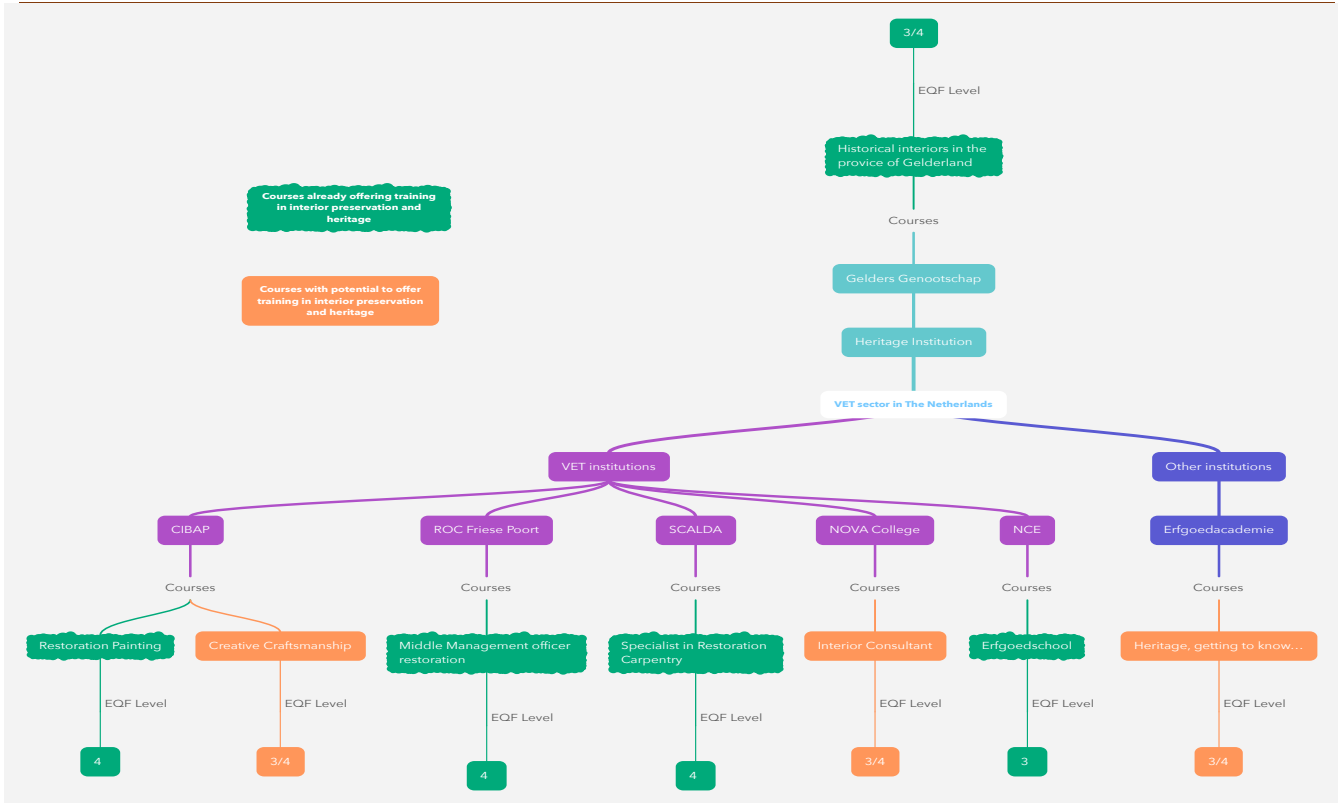 3/4
EQF Level
Historical interiors in the
provice of Gelderland
Courses already offering training
in interior preservation and
heritage
Courses
Gelders Genootschap
Courses with potential to offer
training in interior preservation
and heritage
Heritage Institution
VET sector in The Netherlands
VET institutions
Other institutions
CIBAP
ROC Friese Poort
SCALDA
NOVA College
NCE
Erfgoedacademie
Courses
Courses
Courses
Courses
Courses
Courses
Restoration Painting
Creative Craftsmanship
Middle Management officer
restoration
Specialist in Restoration
Carpentry
Interior Consultant
Erfgoedschool
Heritage, getting to know...
EQF Level
EQF Level
EQF Level
EQF Level
EQF Level
EQF Level
EQF Level
4
3/4
4
4
3/4
3
3/4